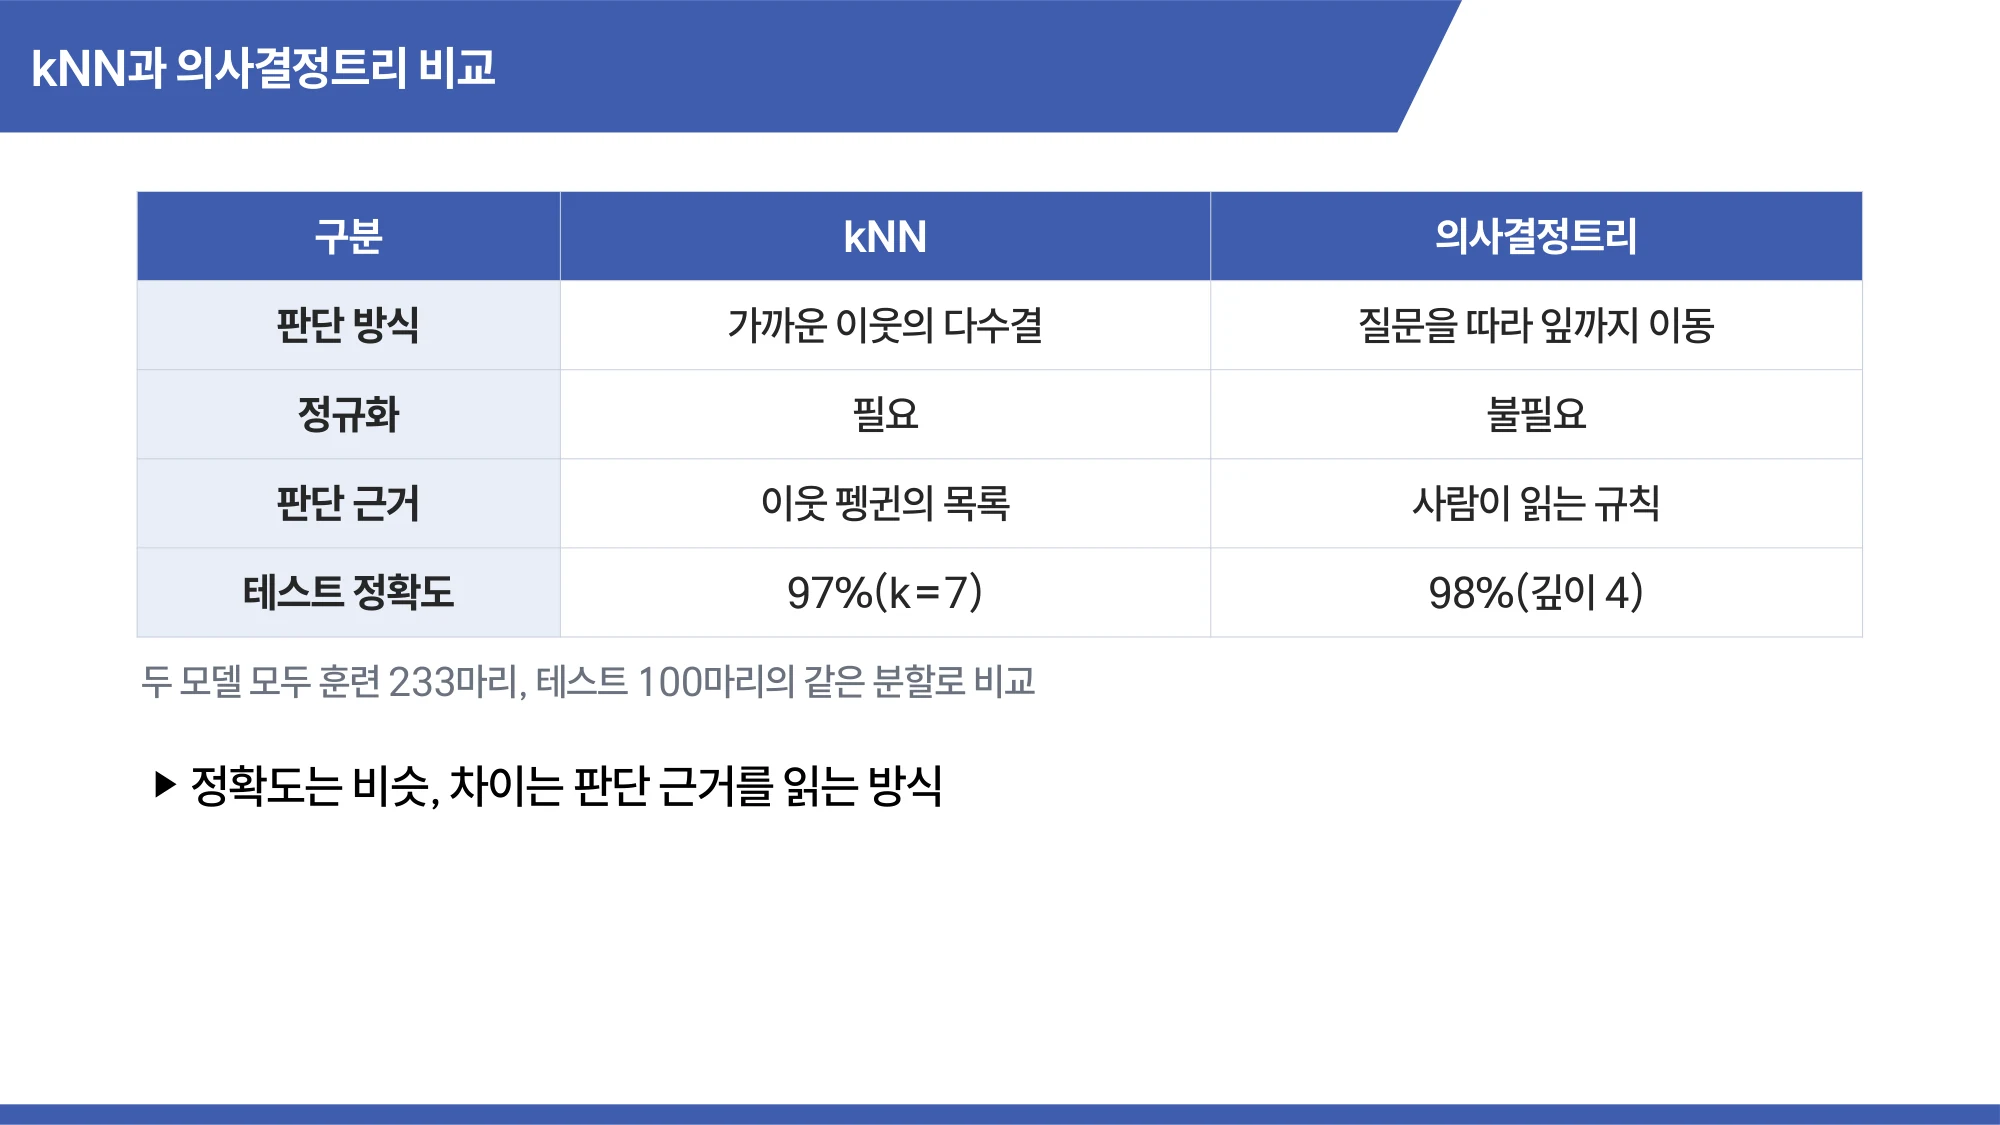 kNN과 의사결정트리 비교
구분 kNN 의사결정트리
판단 방식 가까운 이웃의 다수결 질문을 따라 잎까지 이동
정규화 필요 불필요
판단 근거 이웃 펭귄의 목록 사람이 읽는 규칙
테스트 정확도 97%(k=7) 98%(깊이 4)
두 모델 모두 훈련 233마리, 테스트 100마리의 같은 분할로 비교
▶ 정확도는 비슷, 차이는 판단 근거를 읽는 방식